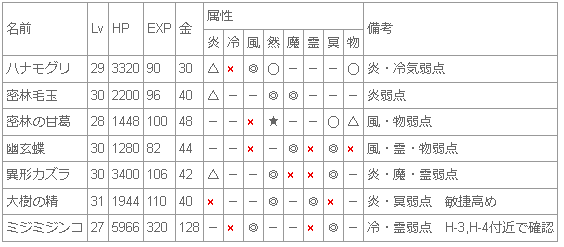 名前 Lv HP EXP 金 属性 備考
炎 冷 風 然 魔 霊 冥 物
ハナモグリ 29 3320 90 30 △ × ◎ ○ － － － ○ 炎・冷気弱点
密林毛玉 30 2200 96 40 △ － － ◎ ◎ － － － 炎弱点
密林の甘葛 28 1448 100 48 － － × ★ － － ○ △ 風・物弱点
幽玄蝶 30 1280 82 44 － － × － ◎ × ◎ × 風・霊・物弱点
異形カズラ 30 3400 106 42 △ － － ◎ × × － － 炎・魔・霊弱点
大樹の精 31 1944 110 40 × － － ◎ － ◎ × － 炎・冥弱点 敏捷高め
ミジミジンコ 27 5966 320 128 － × ◎ － － × ◎ － 冷・霊弱点 H-3,H-4付近で確認